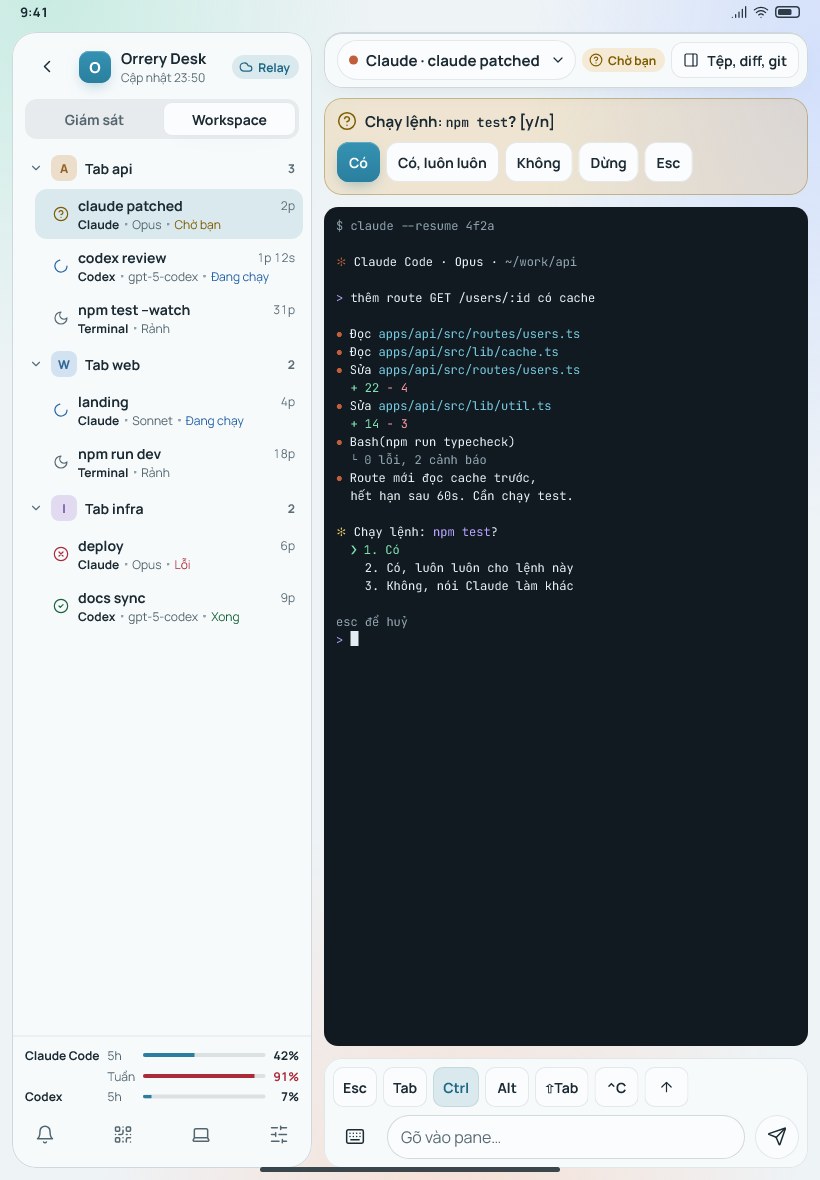 9:41
O
Orrery Desk
Cập nhật 23:50
Relay
Giám sát
Workspace
A Tab api 3
claude patched 2p
Claude • Opus • Chờ bạn
codex review 1p 12s
Codex • gpt-5-codex • Đang chạy
npm test –watch 31p
Terminal • Rảnh
W Tab web 2
landing 4p
Claude • Sonnet • Đang chạy
npm run dev 18p
Terminal • Rảnh
I Tab infra 2
deploy 6p
Claude • Opus • Lỗi
docs sync 9p
Codex • gpt-5-codex • Xong
Claude Code 5h 42%
Tuần 91%
Codex 5h 7%
Claude · claude patched
Chờ bạn
Tệp, diff, git
Chạy lệnh: npm test? [y/n]
Có
Có, luôn luôn
Không
Dừng
Esc
$ claude --resume 4f2a
✻ Claude Code · Opus · ~/work/api
> thêm route GET /users/:id có cache
● Đọc apps/api/src/routes/users.ts
● Đọc apps/api/src/lib/cache.ts
● Sửa apps/api/src/routes/users.ts
+ 22 - 4
● Sửa apps/api/src/lib/util.ts
+ 14 - 3
● Bash(npm run typecheck)
└ 0 lỗi, 2 cảnh báo
● Route mới đọc cache trước,
hết hạn sau 60s. Cần chạy test.
✻ Chạy lệnh: npm test?
❯ 1. Có
2. Có, luôn luôn cho lệnh này
3. Không, nói Claude làm khác
esc để huỷ
>
Esc
Tab
Ctrl
Alt
⇧Tab
^C
↑
Gõ vào pane…